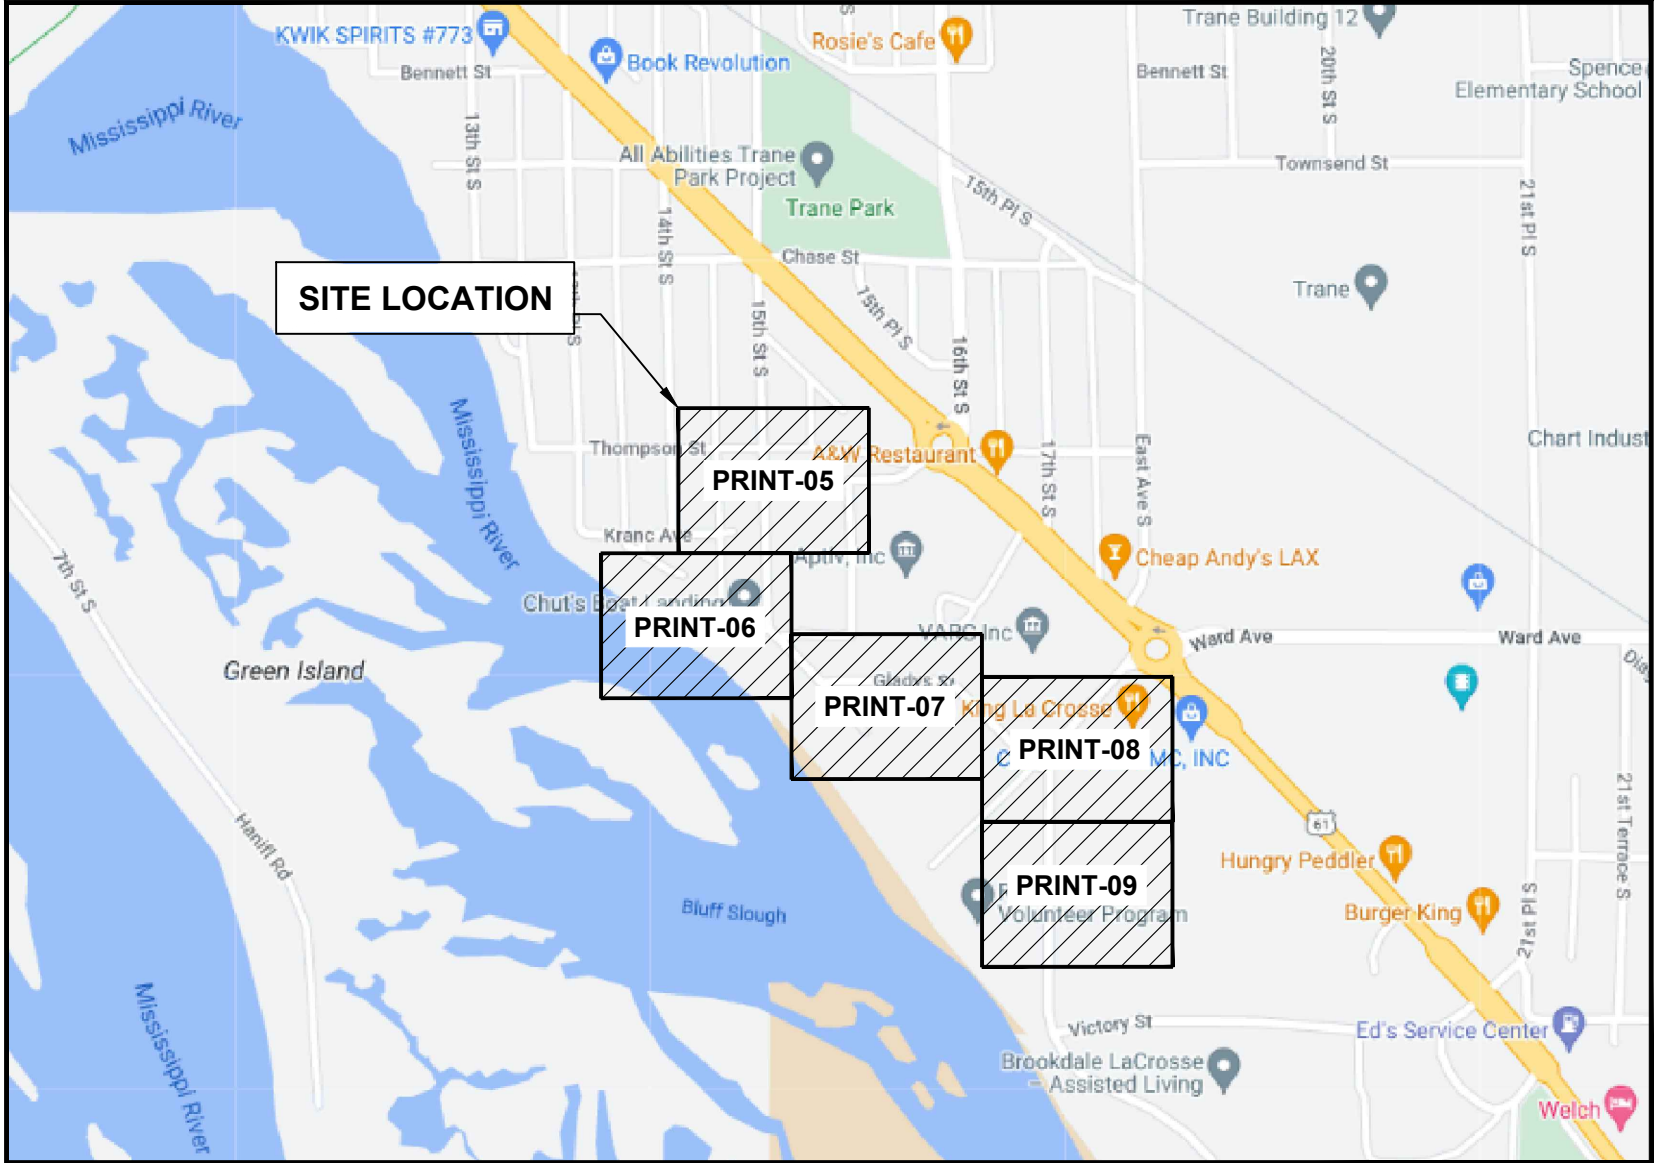 Trane Building 12
KWIK SPIRITS #773
Rosie's Cafe
Book Revolution
Bennett St
Bennett St
20th St S
Spence
Elementary School
Mississippi River
13th St S
All Abilities Trane
Park Project
Trane Park
Townsend St
15th Pl S
21st Pl S
14th St S
Chase St
SITE LOCATION
Trane
15th St S
15th Pl S
16th St S
Mississippi River
Thompson St
A&W Restaurant
17th St S
East Ave S
Chart Indust
PRINT-05
Kranc Ave
Aptiv, Inc
Cheap Andy's LAX
7th St S
Chut's Boat Landing
PRINT-06
VARC Inc
Ward Ave
Ward Ave
Green Island
Gladys St
PRINT-07
King La Crosse
PRINT-08
MC, INC
61
21st Terrace S
Hanifl Rd
Hungry Peddler
PRINT-09
Volunteer Program
Burger King
21st Pl S
Bluff Slough
Mississippi River
Victory St
Ed's Service Center
Brookdale LaCrosse
– Assisted Living
Welch